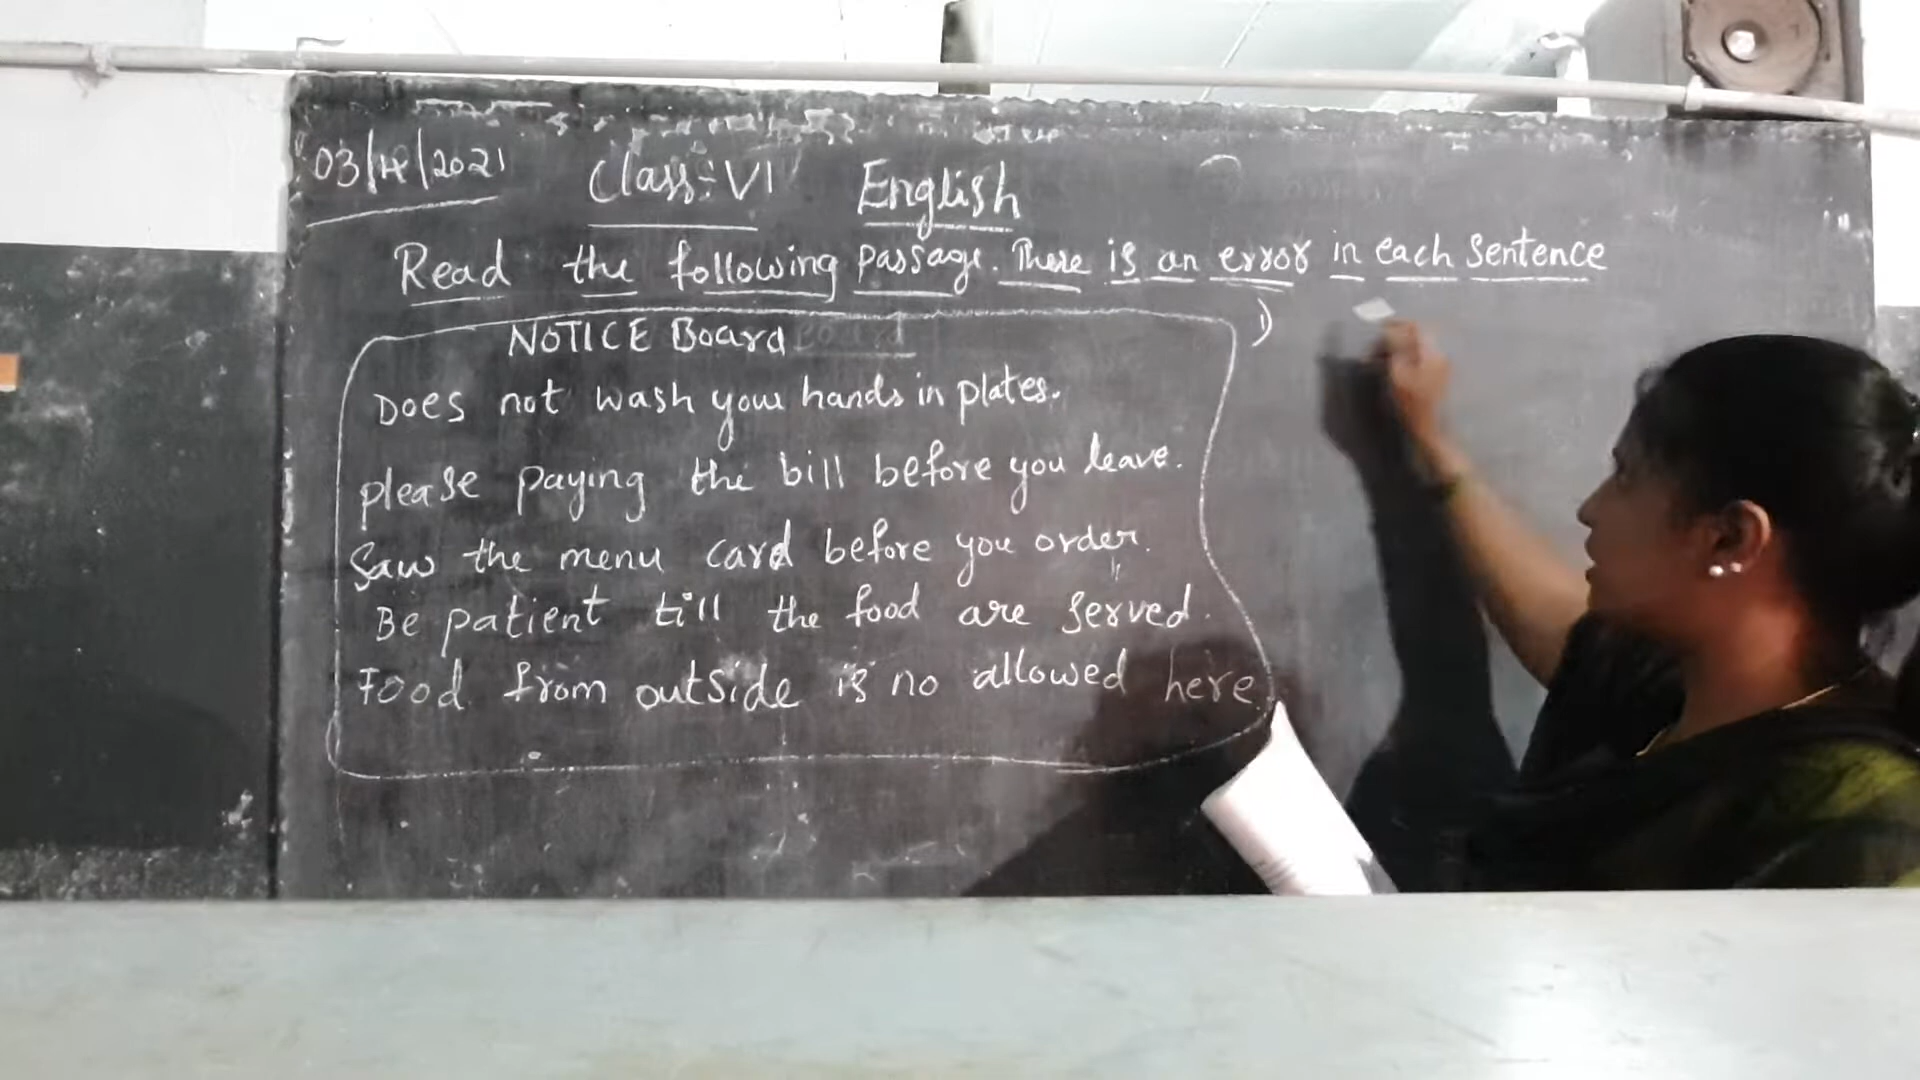 03/4/2021 Class:- VI English
Read the following passage. There is an error in each sentence
NOTICE Board
Does not wash your hands in plates.
please paying the bill before you leave.
Saw the menu card before you order.
Be patient till the food are served.
Food from outside is no allowed here.
1)